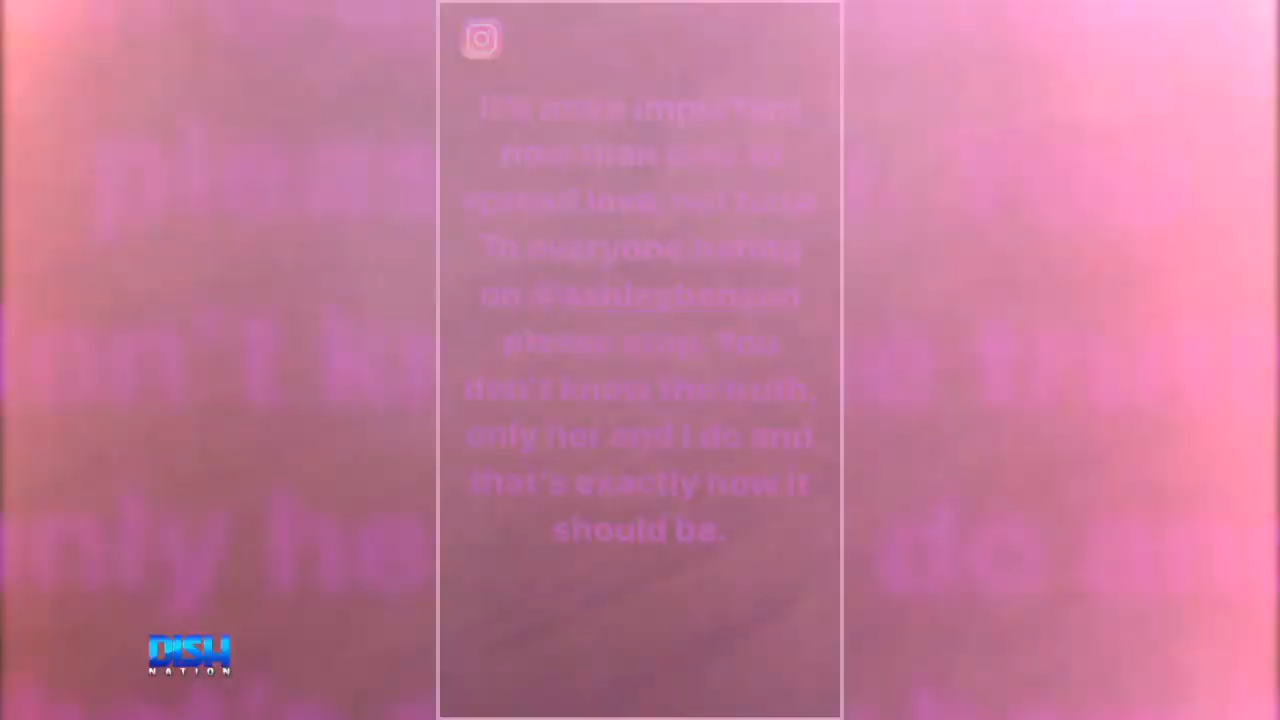 It's more important
now than ever to
spread love, not hate.
To everyone hating
on @ashleybenson
please stop. You
don't know the truth,
only her and I do and
that's exactly how it
should be.
DISH
NATION